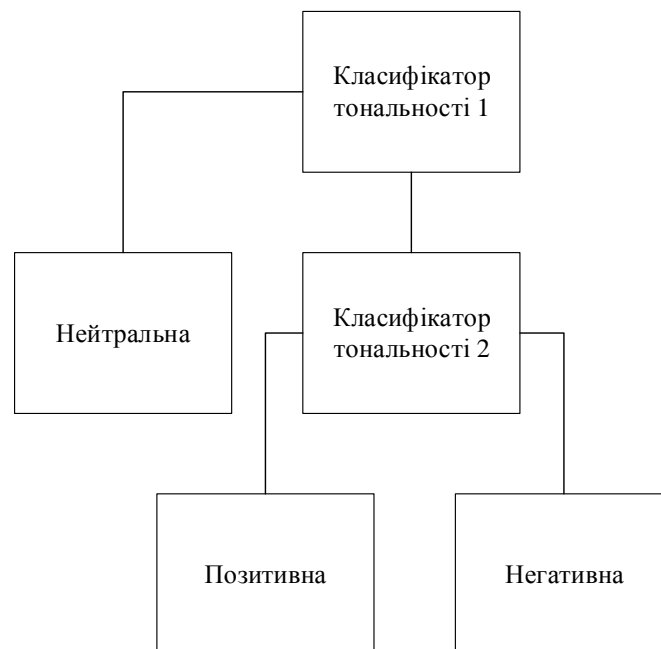 Класифікатор
тональності 1
Нейтральна
Класифікатор
тональності 2
Позитивна
Негативна